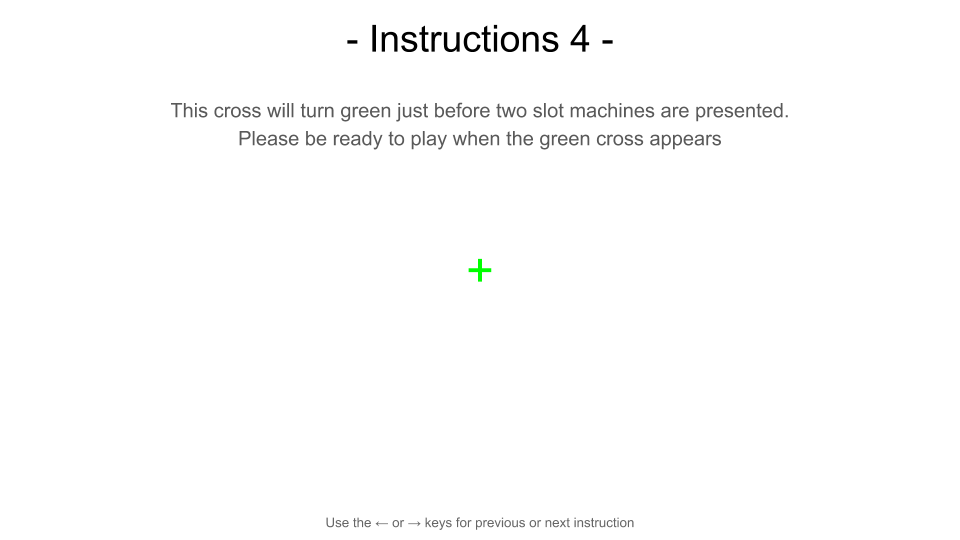 - Instructions 4 -
This cross will turn green just before two slot machines are presented.
Please be ready to play when the green cross appears
Use the ← or → keys for previous or next instruction